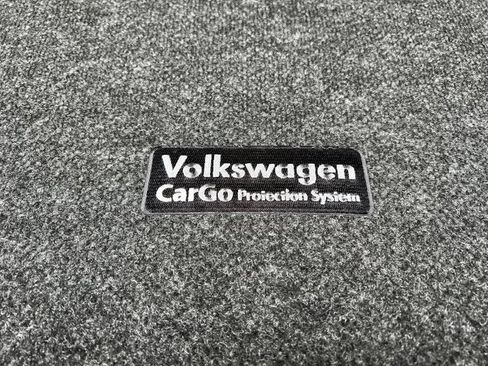 Volkswagen
CarGo Protection System